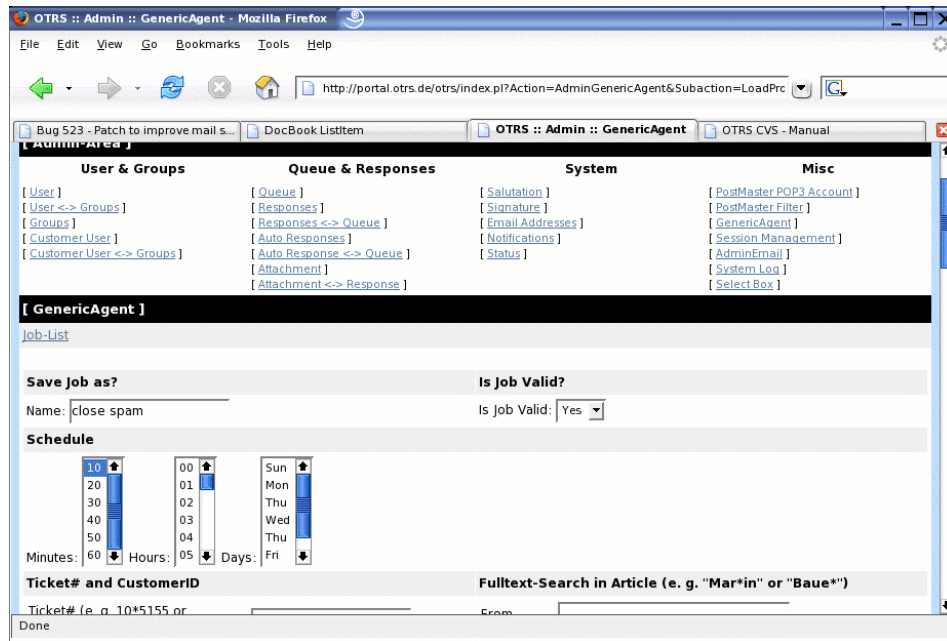 OTRS :: Admin :: GenericAgent - Mozilla Firefox
File Edit View Go Bookmarks Tools Help
http://portal.otrs.de/otrs/index.pl?Action=AdminGenericAgent&Subaction=LoadPrc
G
Bug 523 - Patch to improve mail s... DocBook ListItem OTRS :: Admin :: GenericAgent OTRS CVS - Manual
[ Admin-Area ]
User & Groups Queue & Responses System Misc
[ User ] [ Queue ] [ Salutation ] [ PostMaster POP3 Account ]
[ User <-> Groups ] [ Responses ] [ Signature ] [ PostMaster Filter ]
[ Groups ] [ Responses <-> Queue ] [ Email Addresses ] [ GenericAgent ]
[ Customer User ] [ Auto Responses ] [ Notifications ] [ Session Management ]
[ Customer User <-> Groups ] [ Auto Response <-> Queue ] [ Status ] [ AdminEmail ]
[ Attachment ] [ System Log ]
[ Attachment <-> Response ] [ Select Box ]
[ GenericAgent ]
Job-List
Save Job as? Is Job Valid?
Name: close spam Is Job Valid: Yes
Schedule
10 00 Sun
20 01 Mon
30 02 Thu
40 03 Wed
50 04 Thu
Minutes: 60 Hours: 05 Days: Fri
Ticket# and CustomerID Fulltext-Search in Article (e. g. "Mar*in" or "Baue*")
Ticket# (e. g. 10*5155 or From
Done